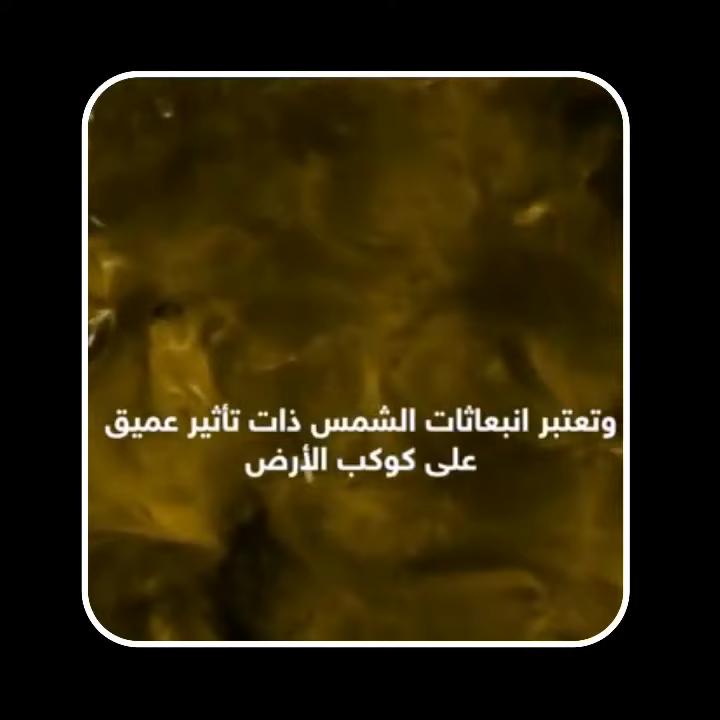 وتعتبر انبعاثات الشمس ذات تأثير عميق
على كوكب الأرض